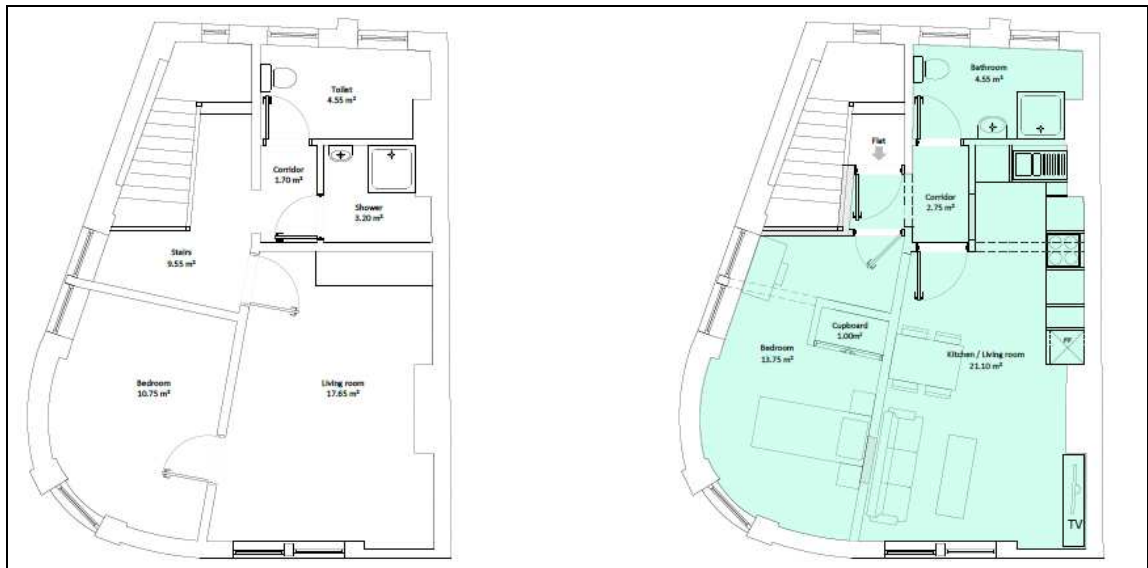 Toilet
4.55 m²
Corridor
1.70 m²
Shower
3.20 m²
Stairs
9.55 m²
Bedroom
10.75 m²
Living room
17.65 m²
Bathroom
4.55 m²
Flat
Corridor
2.75 m²
Cupboard
1.00m²
Bedroom
13.75 m²
Kitchen / Living room
21.10 m²
FF
TV